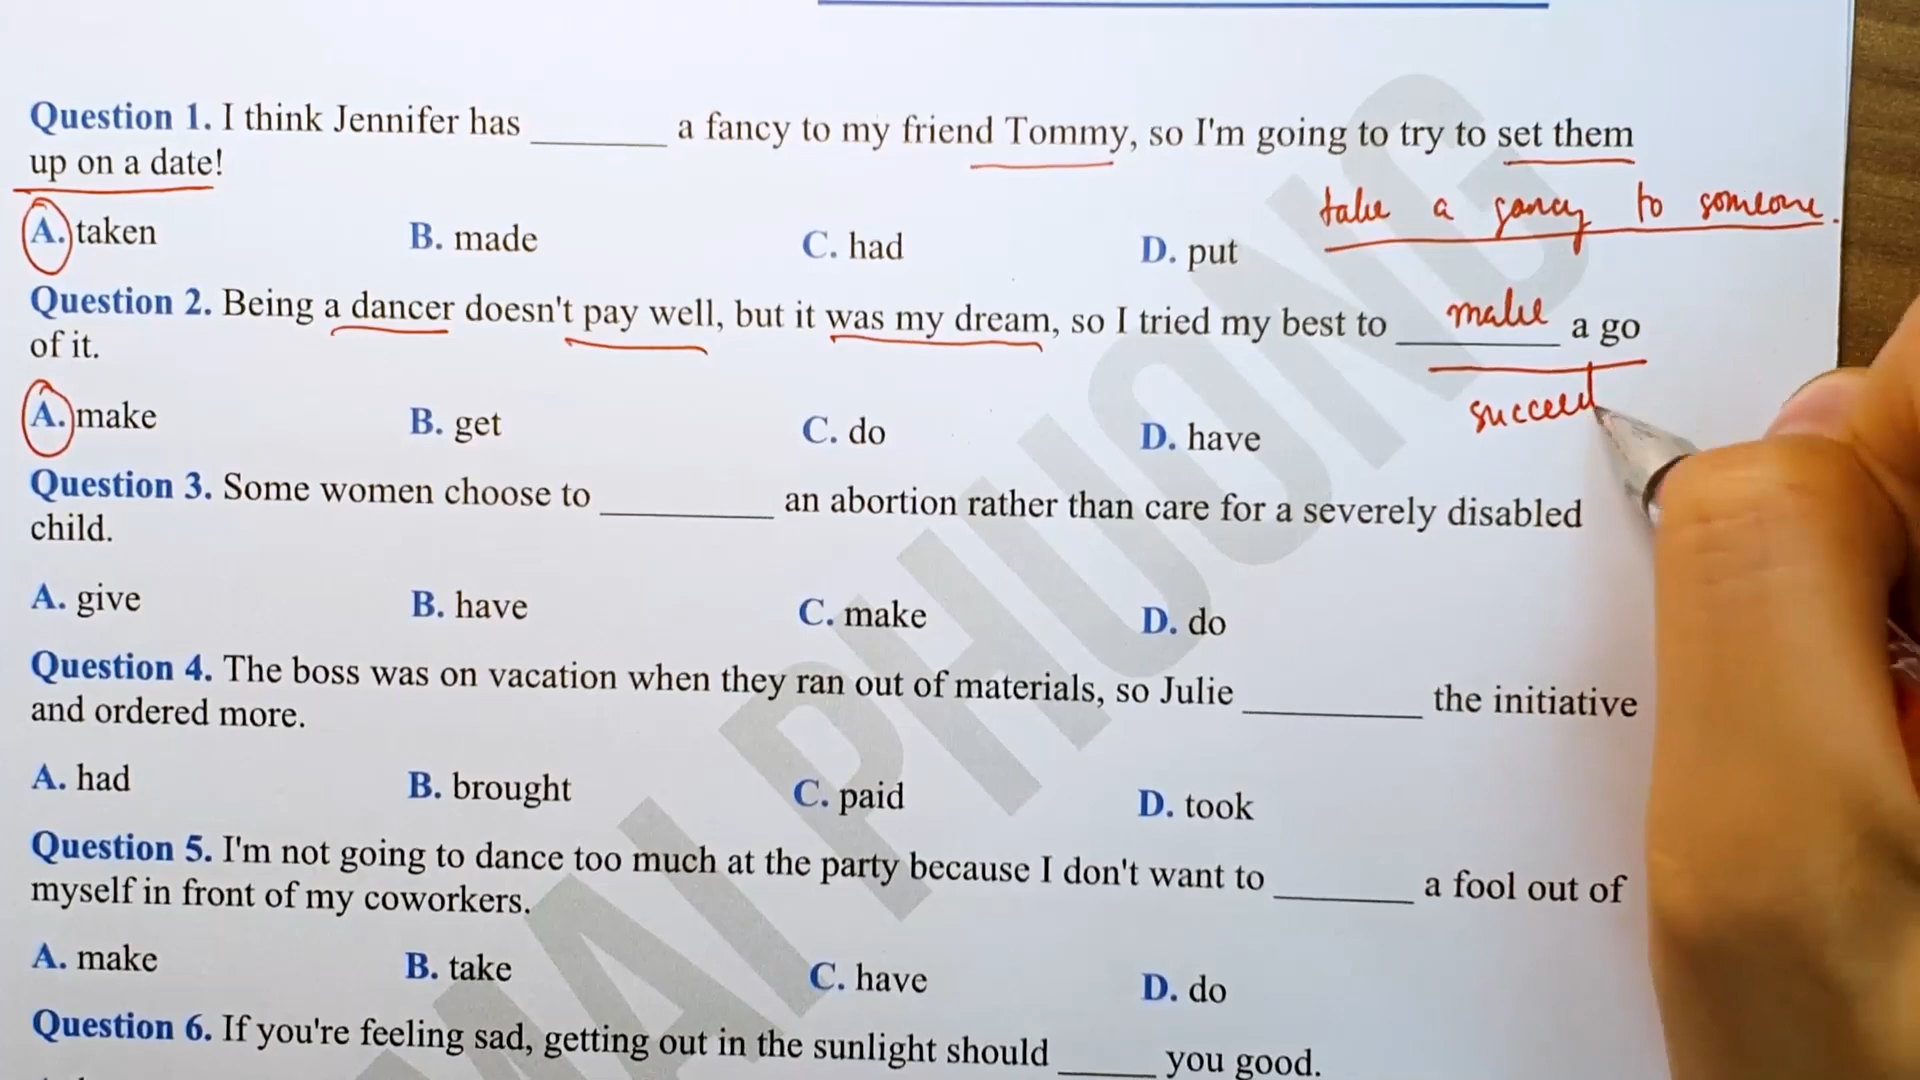 Question 1. I think Jennifer has _______ a fancy to my friend Tommy, so I'm going to try to set them
up on a date!
take a fancy to someone.
A. taken B. made C. had D. put
Question 2. Being a dancer doesn't pay well, but it was my dream, so I tried my best to make a go
of it.
succeed
A. make B. get C. do D. have
Question 3. Some women choose to _________ an abortion rather than care for a severely disabled
child.
A. give B. have C. make D. do
Question 4. The boss was on vacation when they ran out of materials, so Julie _________ the initiative
and ordered more.
A. had B. brought C. paid D. took
Question 5. I'm not going to dance too much at the party because I don't want to _______ a fool out of
myself in front of my coworkers.
A. make B. take C. have D. do
Question 6. If you're feeling sad, getting out in the sunlight should _____ you good.
MAI PHUONG